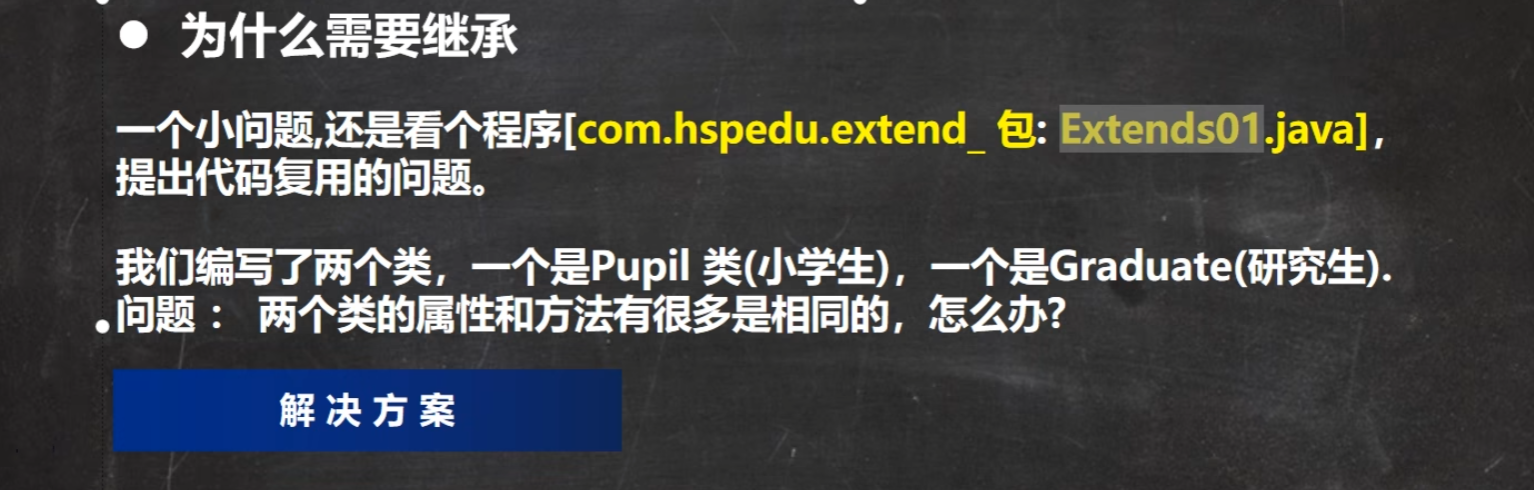 ● 为什么需要继承
一个小问题,还是看个程序[com.hspedu.extend_ 包: Extends01.java]，
提出代码复用的问题。
我们编写了两个类，一个是Pupil 类(小学生)，一个是Graduate(研究生).
问题： 两个类的属性和方法有很多是相同的，怎么办?
解决方案